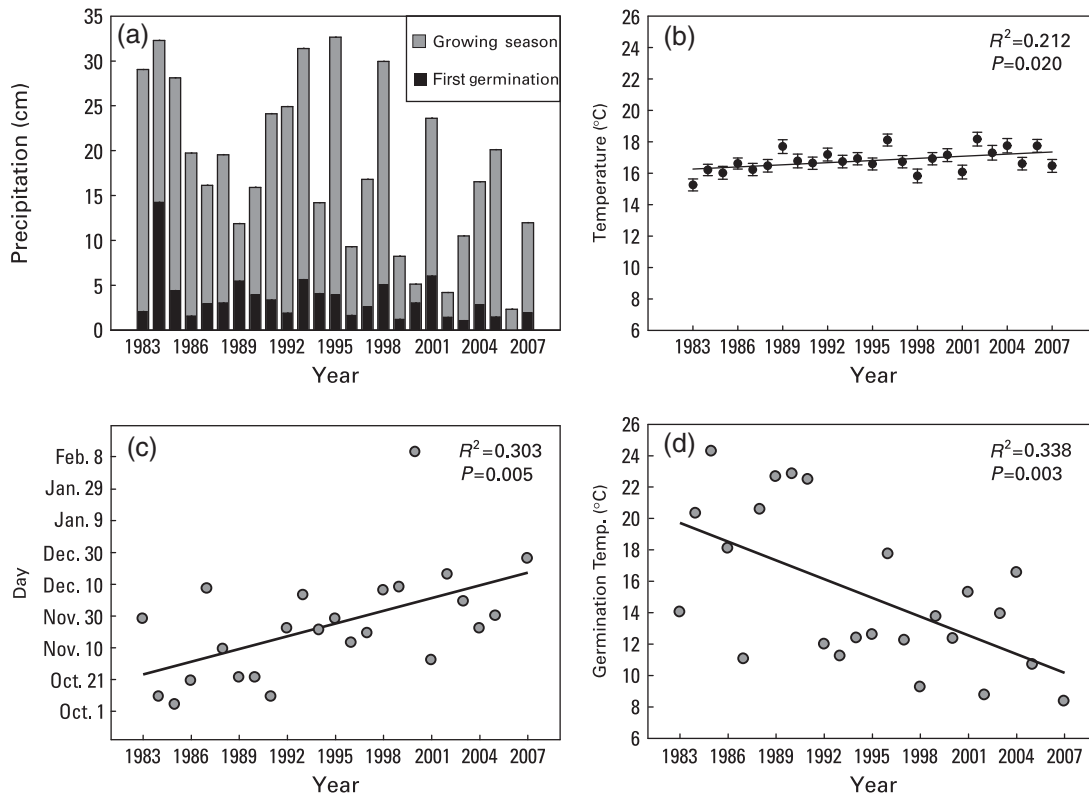 (a)
Growing season
First germination
Precipitation (cm)
35
30
25
20
15
10
5
0
1983 1986 1989 1992 1995 1998 2001 2004 2007
Year
(b)
R²=0.212
P=0.020
Temperature (°C)
26
24
22
20
18
16
14
12
10
8
6
1983 1986 1989 1992 1995 1998 2001 2004 2007
Year
(c)
R²=0.303
P=0.005
Day
Feb. 8
Jan. 29
Jan. 9
Dec. 30
Dec. 10
Nov. 30
Nov. 10
Oct. 21
Oct. 1
1983 1986 1989 1992 1995 1998 2001 2004 2007
Year
(d)
R²=0.338
P=0.003
Germination Temp. (°C)
26
24
22
20
18
16
14
12
10
8
6
1983 1986 1989 1992 1995 1998 2001 2004 2007
Year